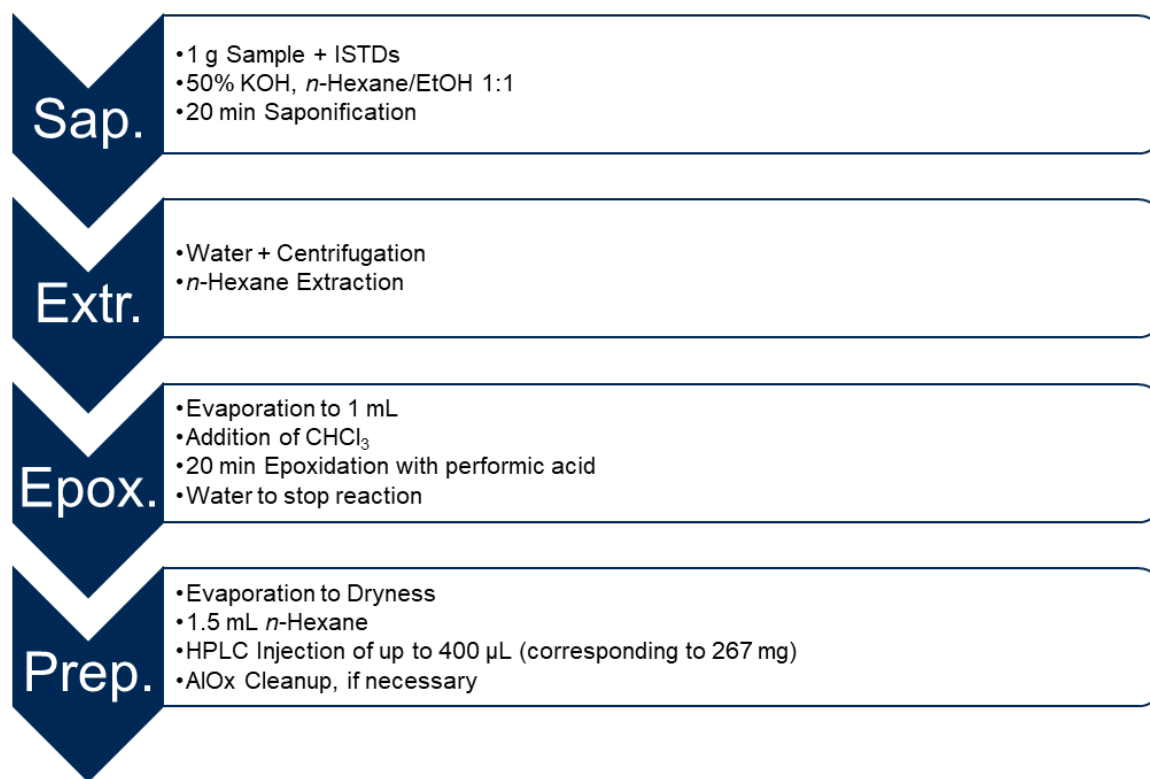 Sap.
•1 g Sample + ISTDs
•50% KOH, n-Hexane/EtOH 1:1
•20 min Saponification
Extr.
•Water + Centrifugation
•n-Hexane Extraction
Epox.
•Evaporation to 1 mL
•Addition of CHCl₃
•20 min Epoxidation with performic acid
•Water to stop reaction
Prep.
•Evaporation to Dryness
•1.5 mL n-Hexane
•HPLC Injection of up to 400 µL (corresponding to 267 mg)
•AlOx Cleanup, if necessary